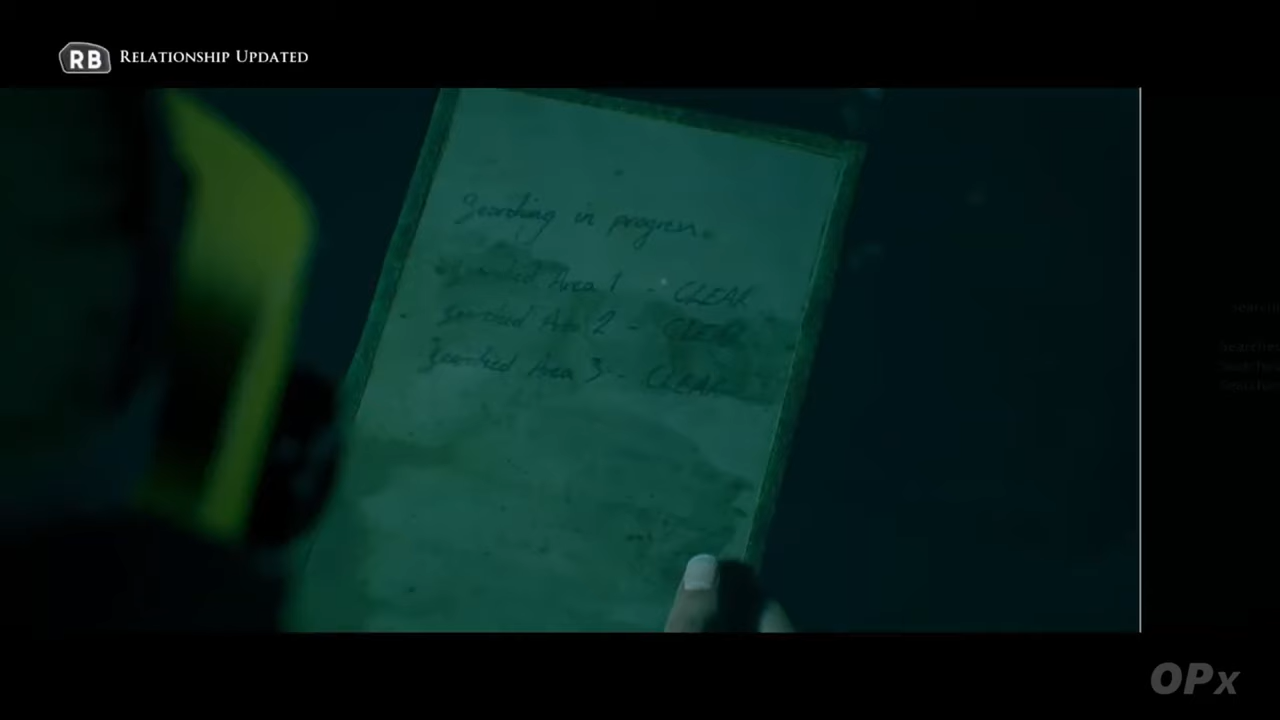 RB Relationship Updated
Searching in progress.
Searched Area 1 - CLEAR
Searched Area 2 - CLEAR
Searched Area 3 - CLEAR
Searches
OPx